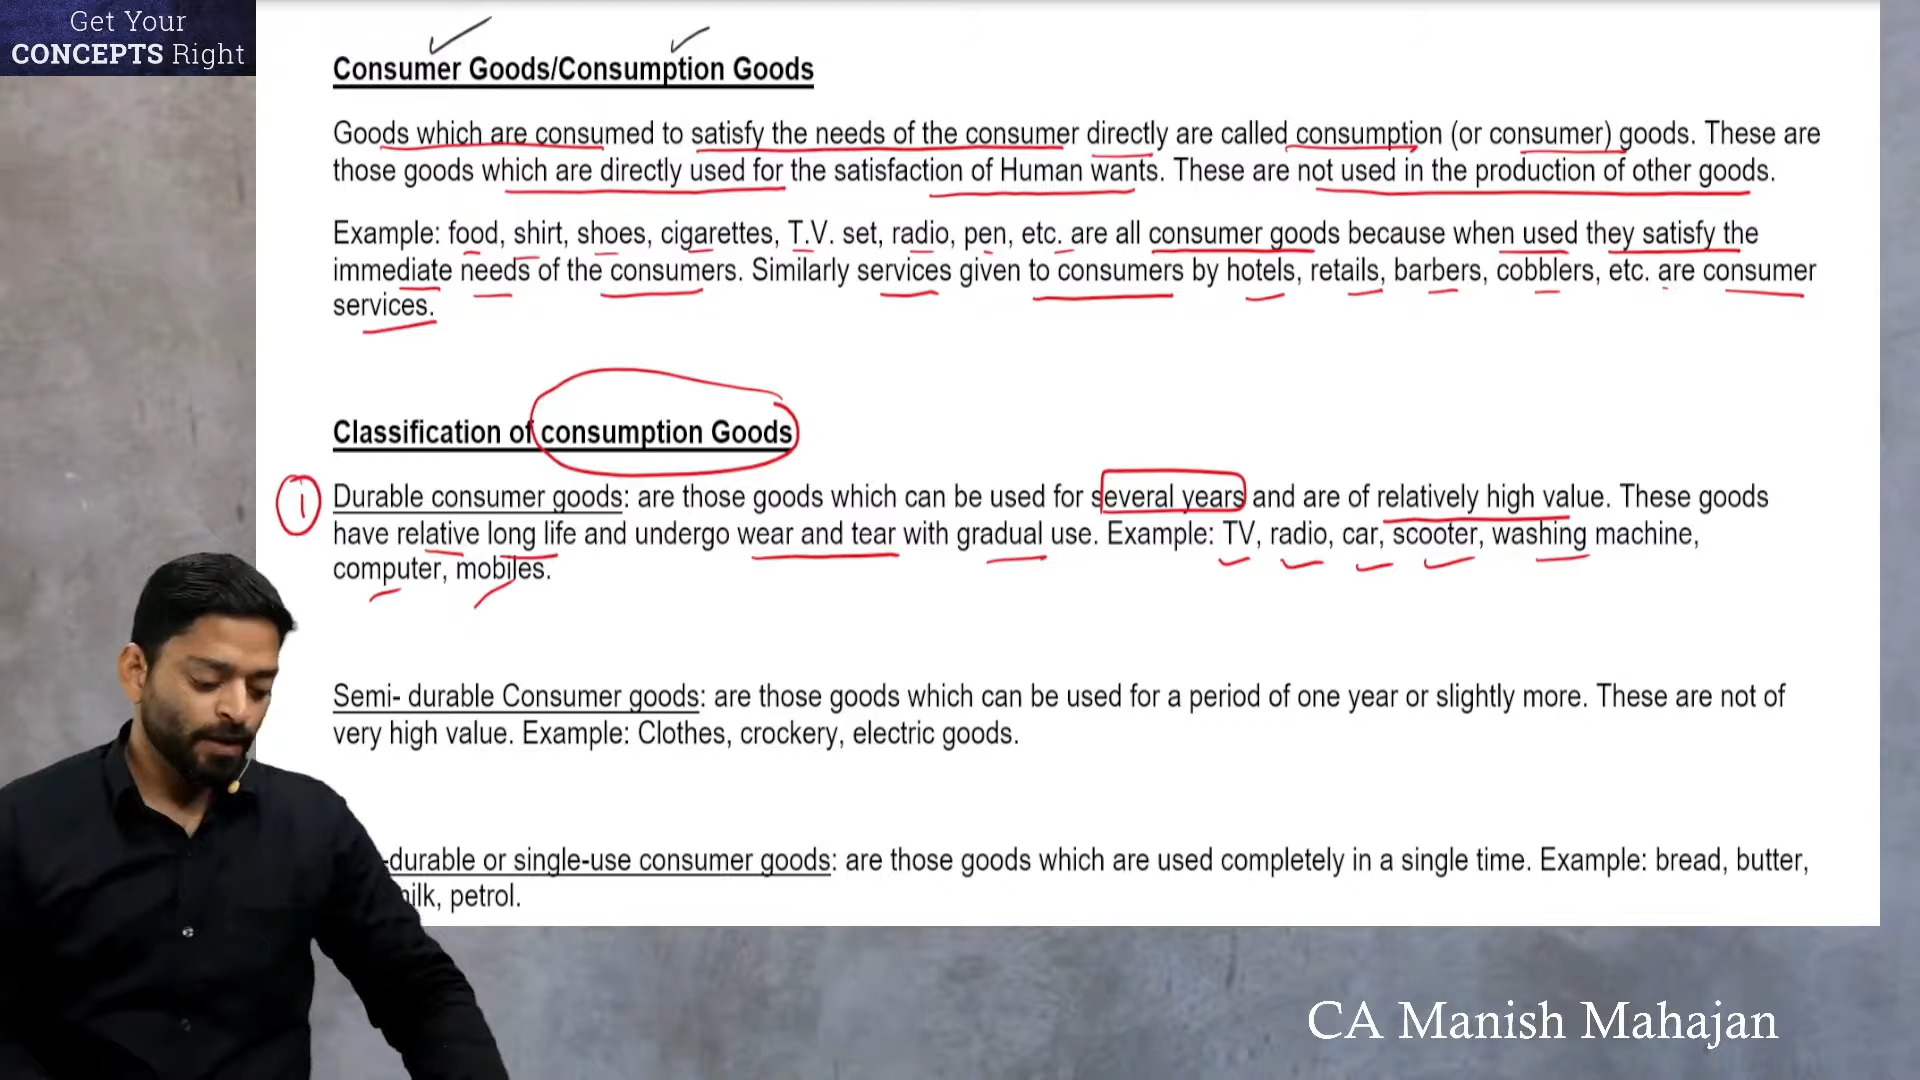 Get Your
CONCEPTS Right
Consumer Goods/Consumption Goods
Goods which are consumed to satisfy the needs of the consumer directly are called consumption (or consumer) goods. These are
those goods which are directly used for the satisfaction of Human wants. These are not used in the production of other goods.
Example: food, shirt, shoes, cigarettes, T.V. set, radio, pen, etc. are all consumer goods because when used they satisfy the
immediate needs of the consumers. Similarly services given to consumers by hotels, retails, barbers, cobblers, etc. are consumer
services.
Classification of consumption Goods
1 Durable consumer goods: are those goods which can be used for several years and are of relatively high value. These goods
have relative long life and undergo wear and tear with gradual use. Example: TV, radio, car, scooter, washing machine,
computer, mobiles.
Semi- durable Consumer goods: are those goods which can be used for a period of one year or slightly more. These are not of
very high value. Example: Clothes, crockery, electric goods.
-durable or single-use consumer goods: are those goods which are used completely in a single time. Example: bread, butter,
petrol.
CA Manish Mahajan